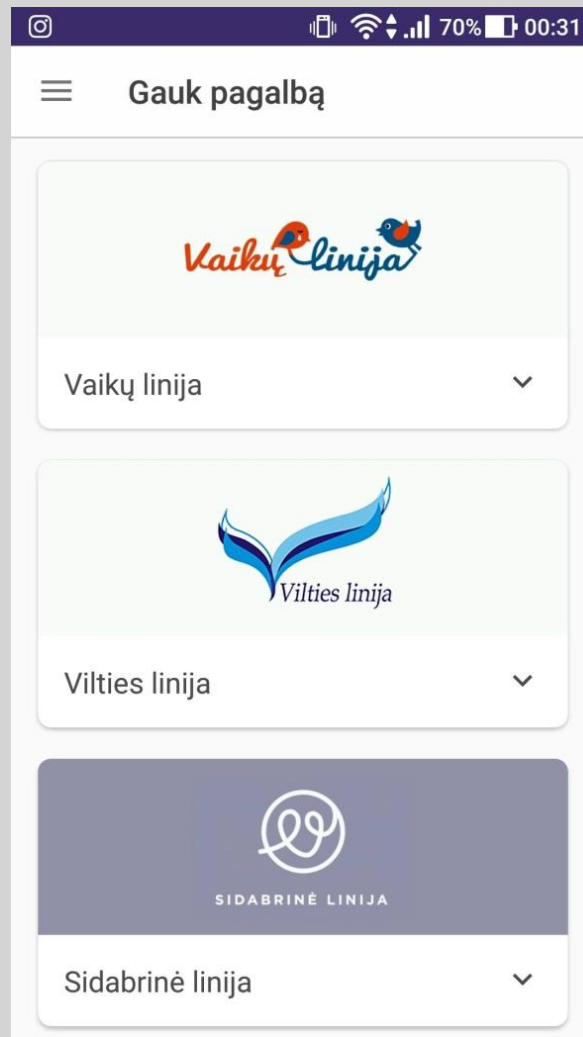 70% 00:31
Gauk pagalbą
Vaikų linija
Vaikų linija
Vilties linija
Vilties linija
SIDABRINĖ LINIJA
Sidabrinė linija